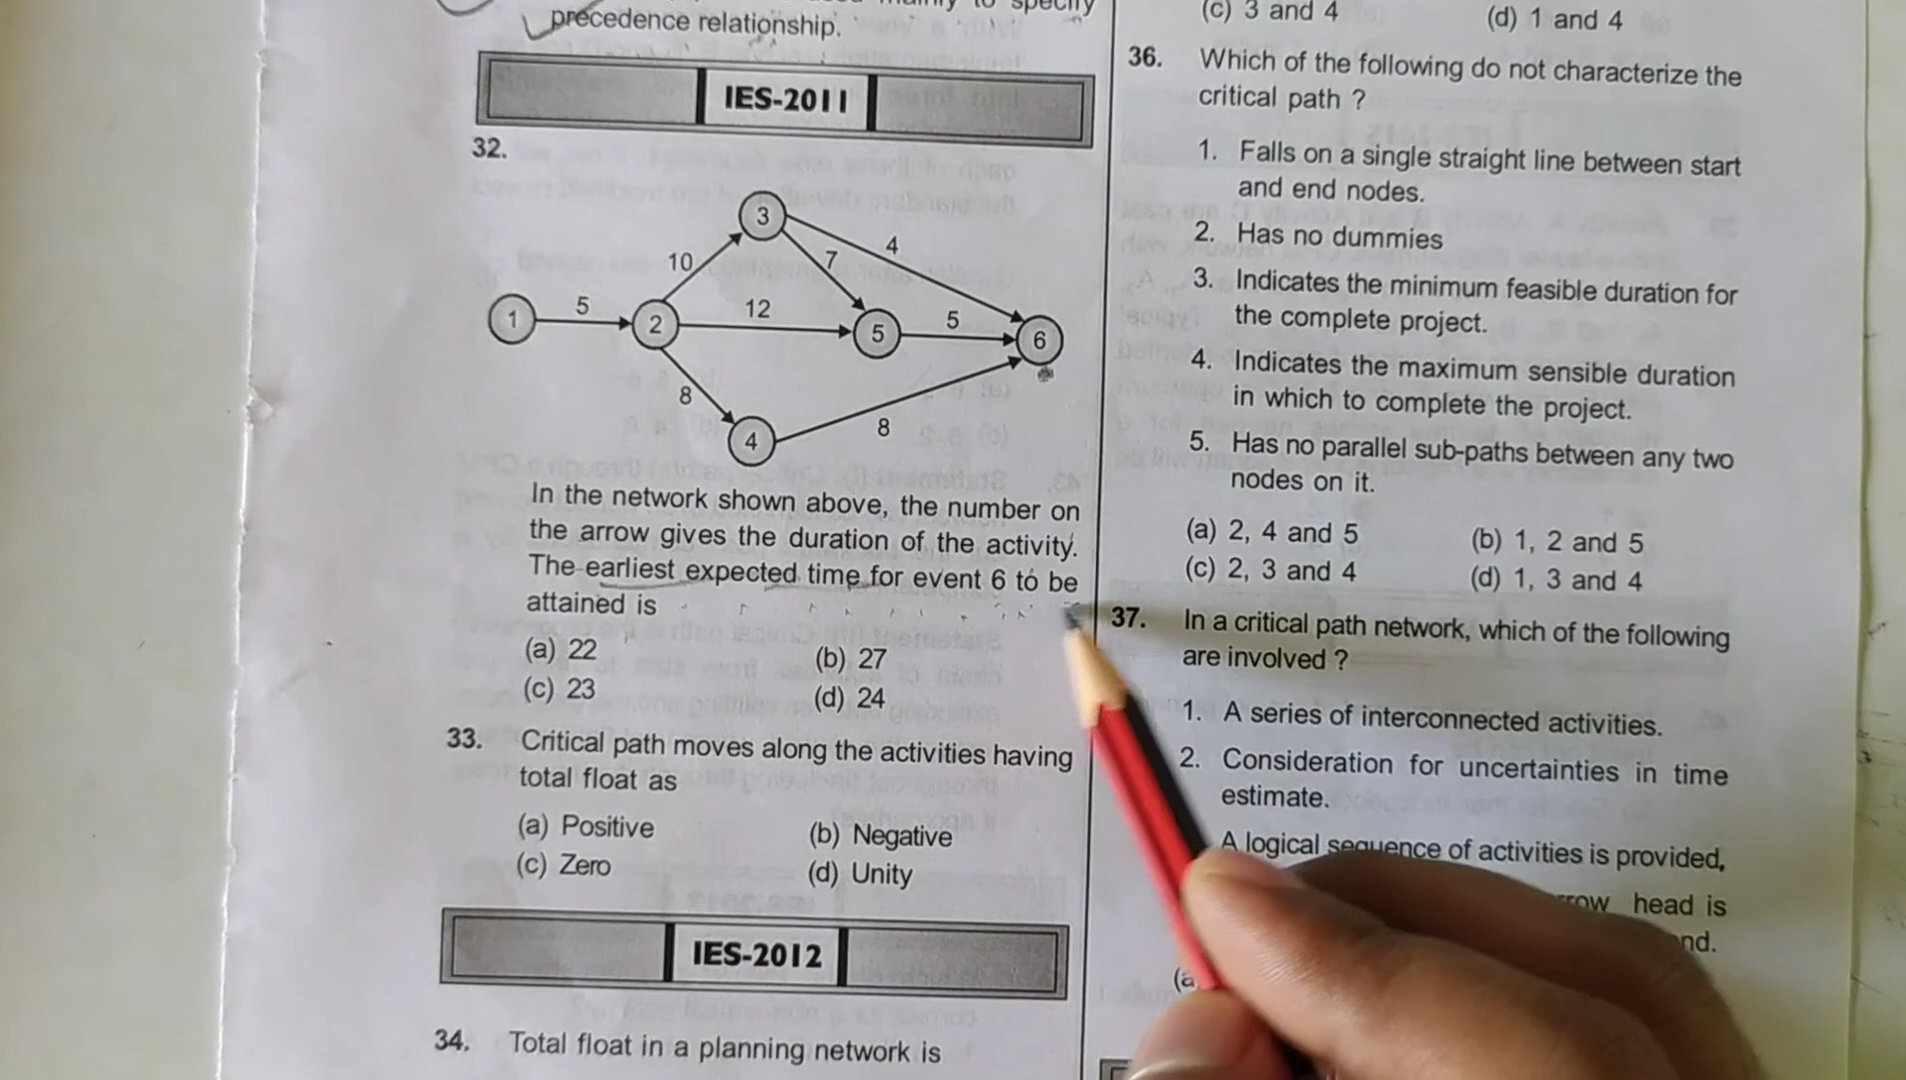 mainly to specify
precedence relationship.
IES-2011
32.
3
4
10
7
5
12
1
2
5
5
6
8
4
8
In the network shown above, the number on
the arrow gives the duration of the activity.
The earliest expected time for event 6 to be
attained is
(a) 22 (b) 27
(c) 23 (d) 24
33. Critical path moves along the activities having
total float as
(a) Positive (b) Negative
(c) Zero (d) Unity
IES-2012
34. Total float in a planning network is
(c) 3 and 4 (d) 1 and 4
36. Which of the following do not characterize the
critical path ?
1. Falls on a single straight line between start
and end nodes.
2. Has no dummies
3. Indicates the minimum feasible duration for
the complete project.
4. Indicates the maximum sensible duration
in which to complete the project.
5. Has no parallel sub-paths between any two
nodes on it.
(a) 2, 4 and 5 (b) 1, 2 and 5
(c) 2, 3 and 4 (d) 1, 3 and 4
37. In a critical path network, which of the following
are involved ?
1. A series of interconnected activities.
2. Consideration for uncertainties in time
estimate.
A logical sequence of activities is provided,
head is
(a